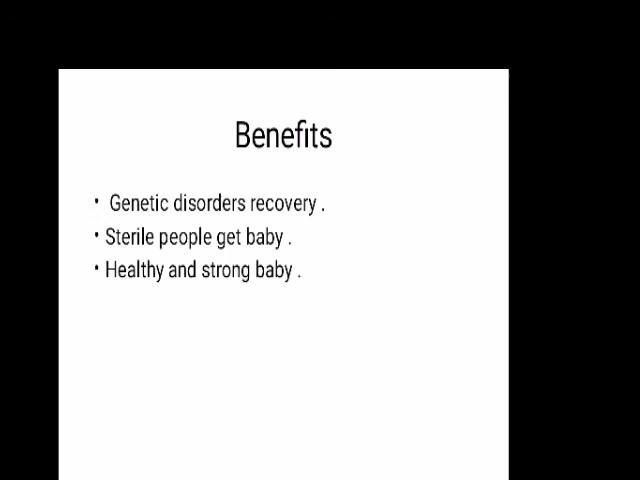 Benefits
• Genetic disorders recovery .
• Sterile people get baby .
• Healthy and strong baby .